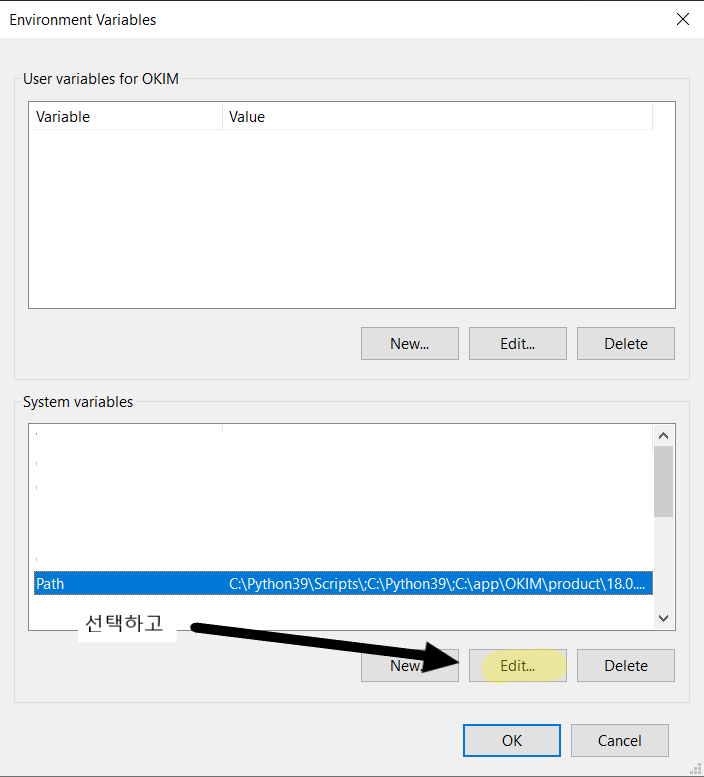 Environment Variables
User variables for OKIM
Variable Value
New... Edit... Delete
System variables
Path C:\Python39\Scripts\;C:\Python39\;C:\app\OKIM\product\18.0....
선택하고
New... Edit... Delete
OK Cancel